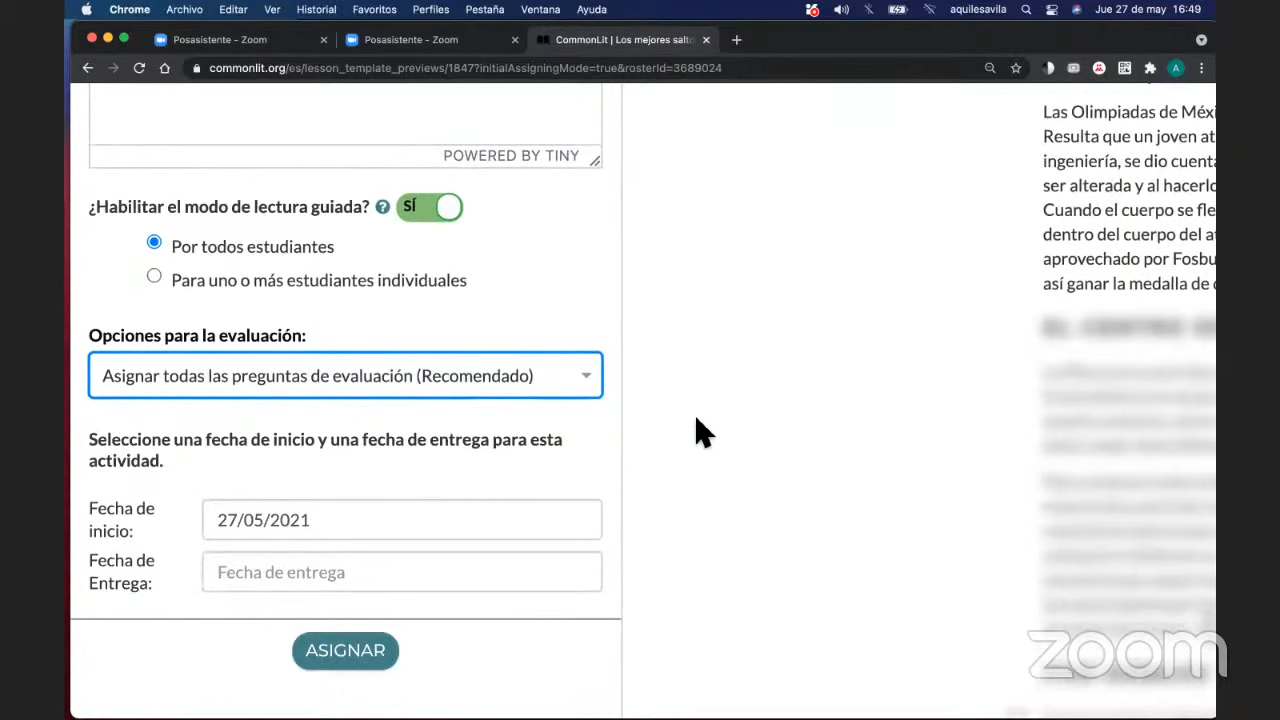 Chrome Archivo Editar Ver Historial Favoritos Perfiles Pestaña Ventana Ayuda aquilesavila Jue 27 de may 16:49
Posasistente - Zoom Posasistente - Zoom CommonLit | Los mejores salt
commonlit.org/es/lesson_template_previews/1847?initialAssigningMode=true&rosterId=3689024 A
POWERED BY TINY
¿Habilitar el modo de lectura guiada? ? SÍ
Por todos estudiantes
Para uno o más estudiantes individuales
Opciones para la evaluación:
Asignar todas las preguntas de evaluación (Recomendado)
Seleccione una fecha de inicio y una fecha de entrega para esta
actividad.
Fecha de
inicio:
27/05/2021
Fecha de
Entrega:
Fecha de entrega
ASIGNAR
Las Olimpiadas de Méxi
Resulta que un joven at
ingeniería, se dio cuenta
ser alterada y al hacerlo
Cuando el cuerpo se fle
dentro del cuerpo del at
aprovechado por Fosbu
así ganar la medalla de
zoom